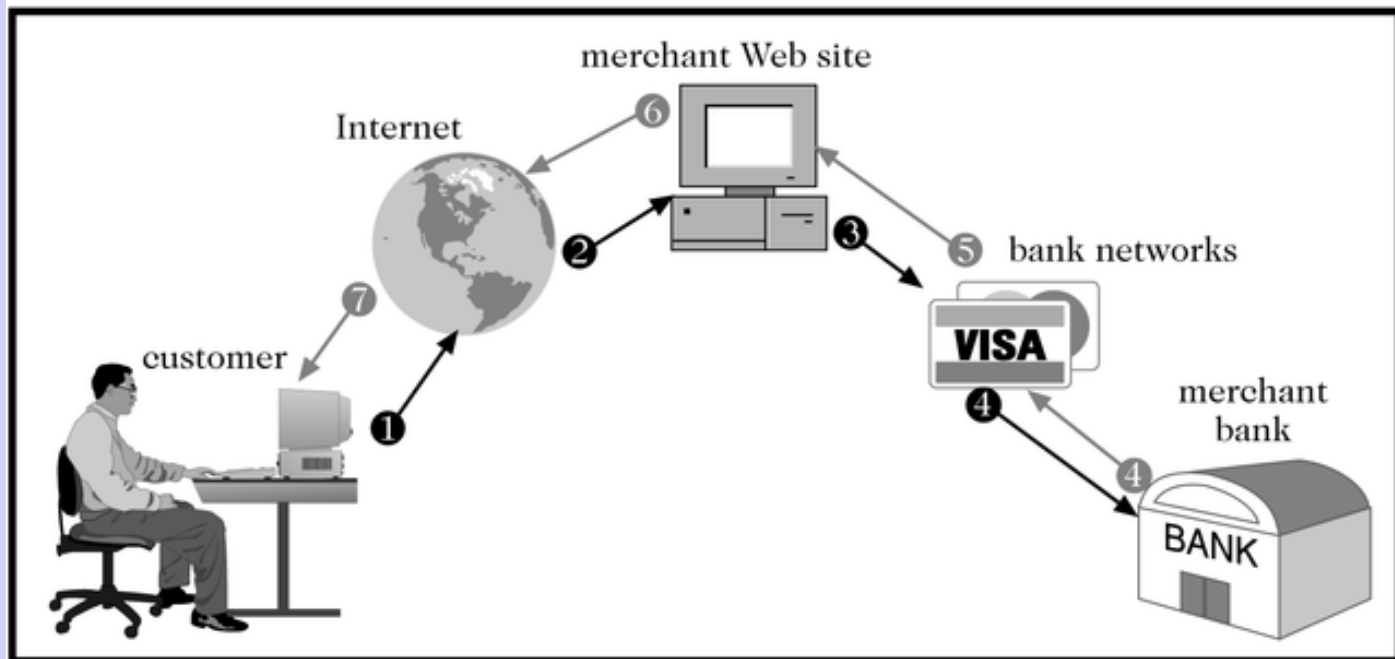 merchant Web site
6
Internet
5
2
3
bank networks
7
VISA
customer
4
merchant
bank
1
4
BANK